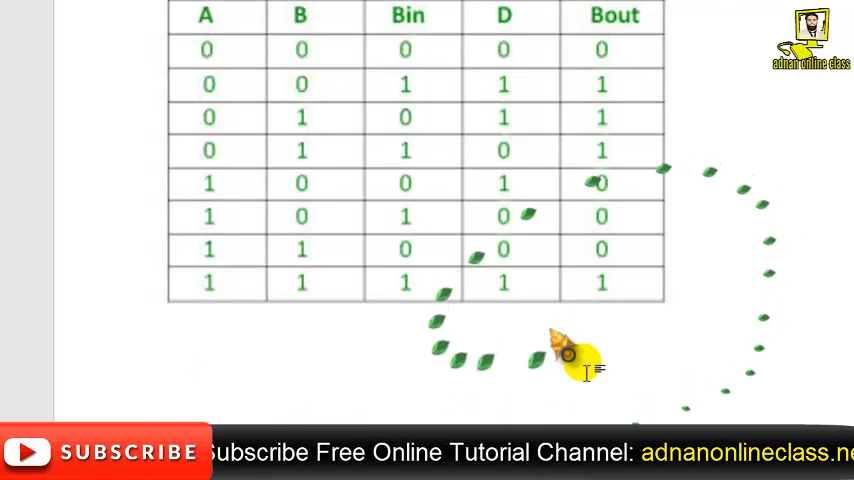 A B Bin D Bout
0 0 0 0 0
0 0 1 1 1
0 1 0 1 1
0 1 1 0 1
1 0 0 1 0
1 0 1 0 0
1 1 0 0 0
1 1 1 1 1
adnan online class
SUBSCRIBE
Subscribe Free Online Tutorial Channel: adnanonlineclass.ne